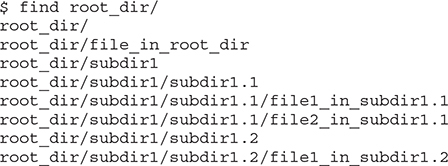 $ find root_dir/
root_dir/
root_dir/file_in_root_dir
root_dir/subdir1
root_dir/subdir1/subdir1.1
root_dir/subdir1/subdir1.1/file1_in_subdir1.1
root_dir/subdir1/subdir1.1/file2_in_subdir1.1
root_dir/subdir1/subdir1.2
root_dir/subdir1/subdir1.2/file1_in_subdir1.2